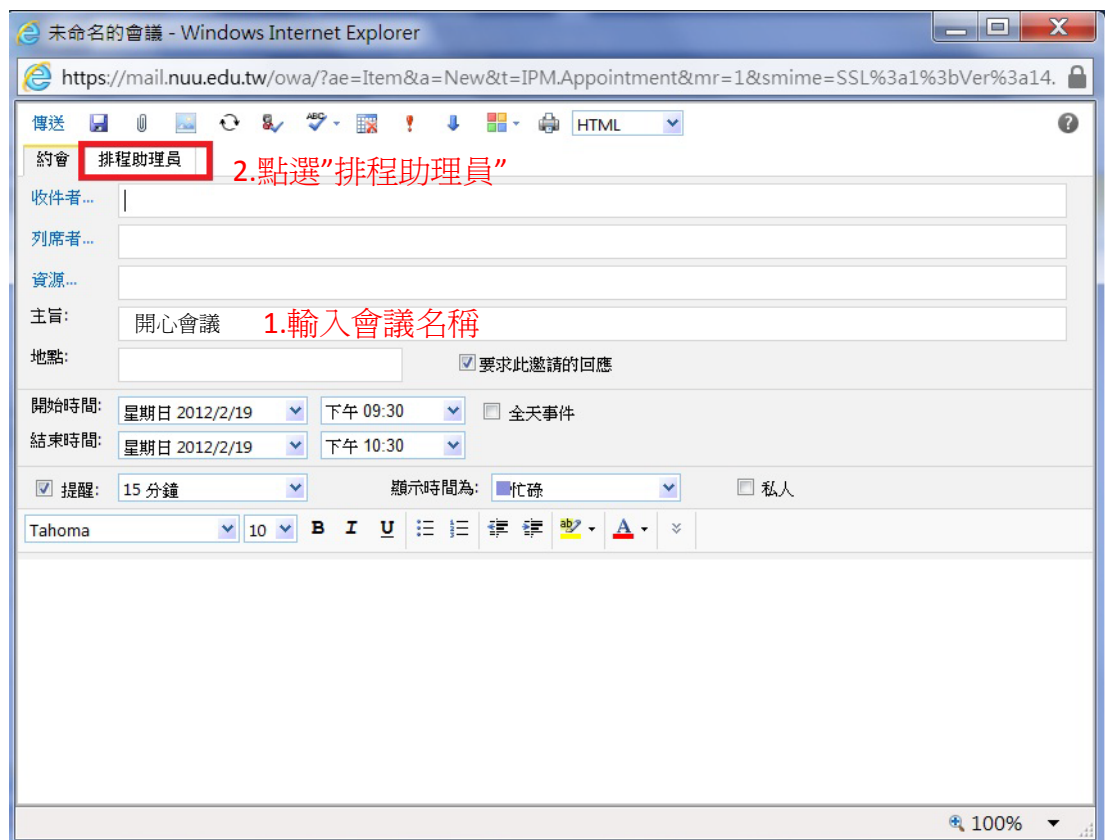 未命名的會議 - Windows Internet Explorer
https://mail.nuu.edu.tw/owa/?ae=Item&a=New&t=IPM.Appointment&mr=1&smime=SSL%3a1%3bVer%3a14.
傳送 ABC HTML
約會 排程助理員 2.點選”排程助理員”
收件者...
列席者...
資源...
主旨: 開心會議 1.輸入會議名稱
地點: 要求此邀請的回應
開始時間: 星期日 2012/2/19 下午 09:30 全天事件
結束時間: 星期日 2012/2/19 下午 10:30
提醒: 15 分鐘 顯示時間為: 忙碌 私人
Tahoma 10 B I U ab A
100%